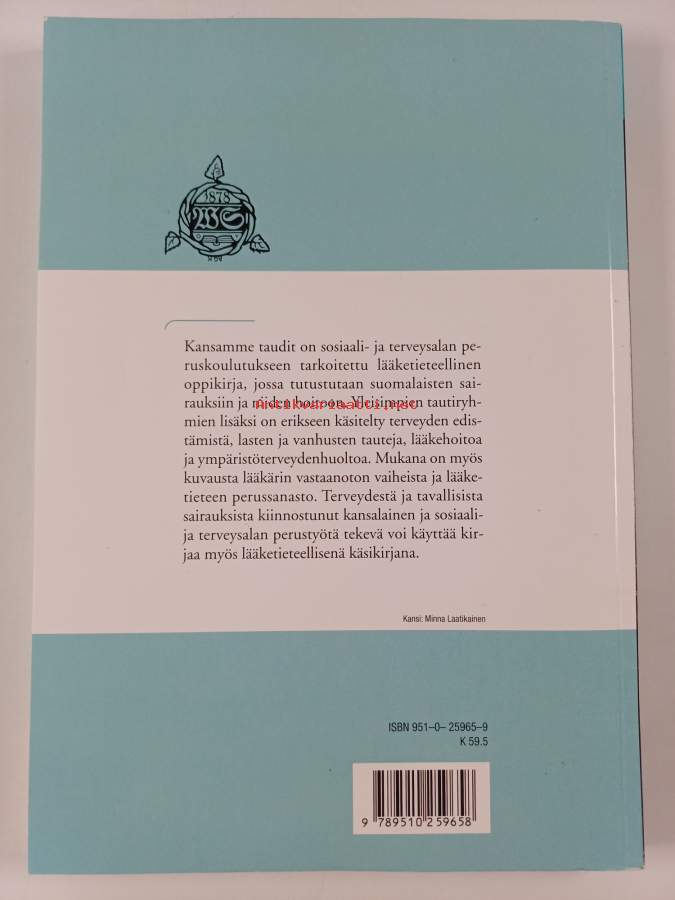 1878
WS
Kansamme taudit on sosiaali- ja terveysalan pe-
ruskoulutukseen tarkoitettu lääketieteellinen
oppikirja, jossa tutustutaan suomalaisten sai-
rauksiin ja niiden hoitoon. Yleisimpien tautiryh-
Antikvariaatti.net
mien lisäksi on erikseen käsitelty terveyden edis-
tämistä, lasten ja vanhusten tauteja, lääkehoitoa
ja ympäristöterveydenhuoltoa. Mukana on myös
kuvausta lääkärin vastaanoton vaiheista ja lääke-
tieteen perussanasto. Terveydestä ja tavallisista
sairauksista kiinnostunut kansalainen ja sosiaali-
ja terveysalan perustyötä tekevä voi käyttää kir-
jaa myös lääketieteellisenä käsikirjana.
Kansi: Minna Laatikainen
ISBN 951–0– 25965–9
K 59.5
9 789510 259658